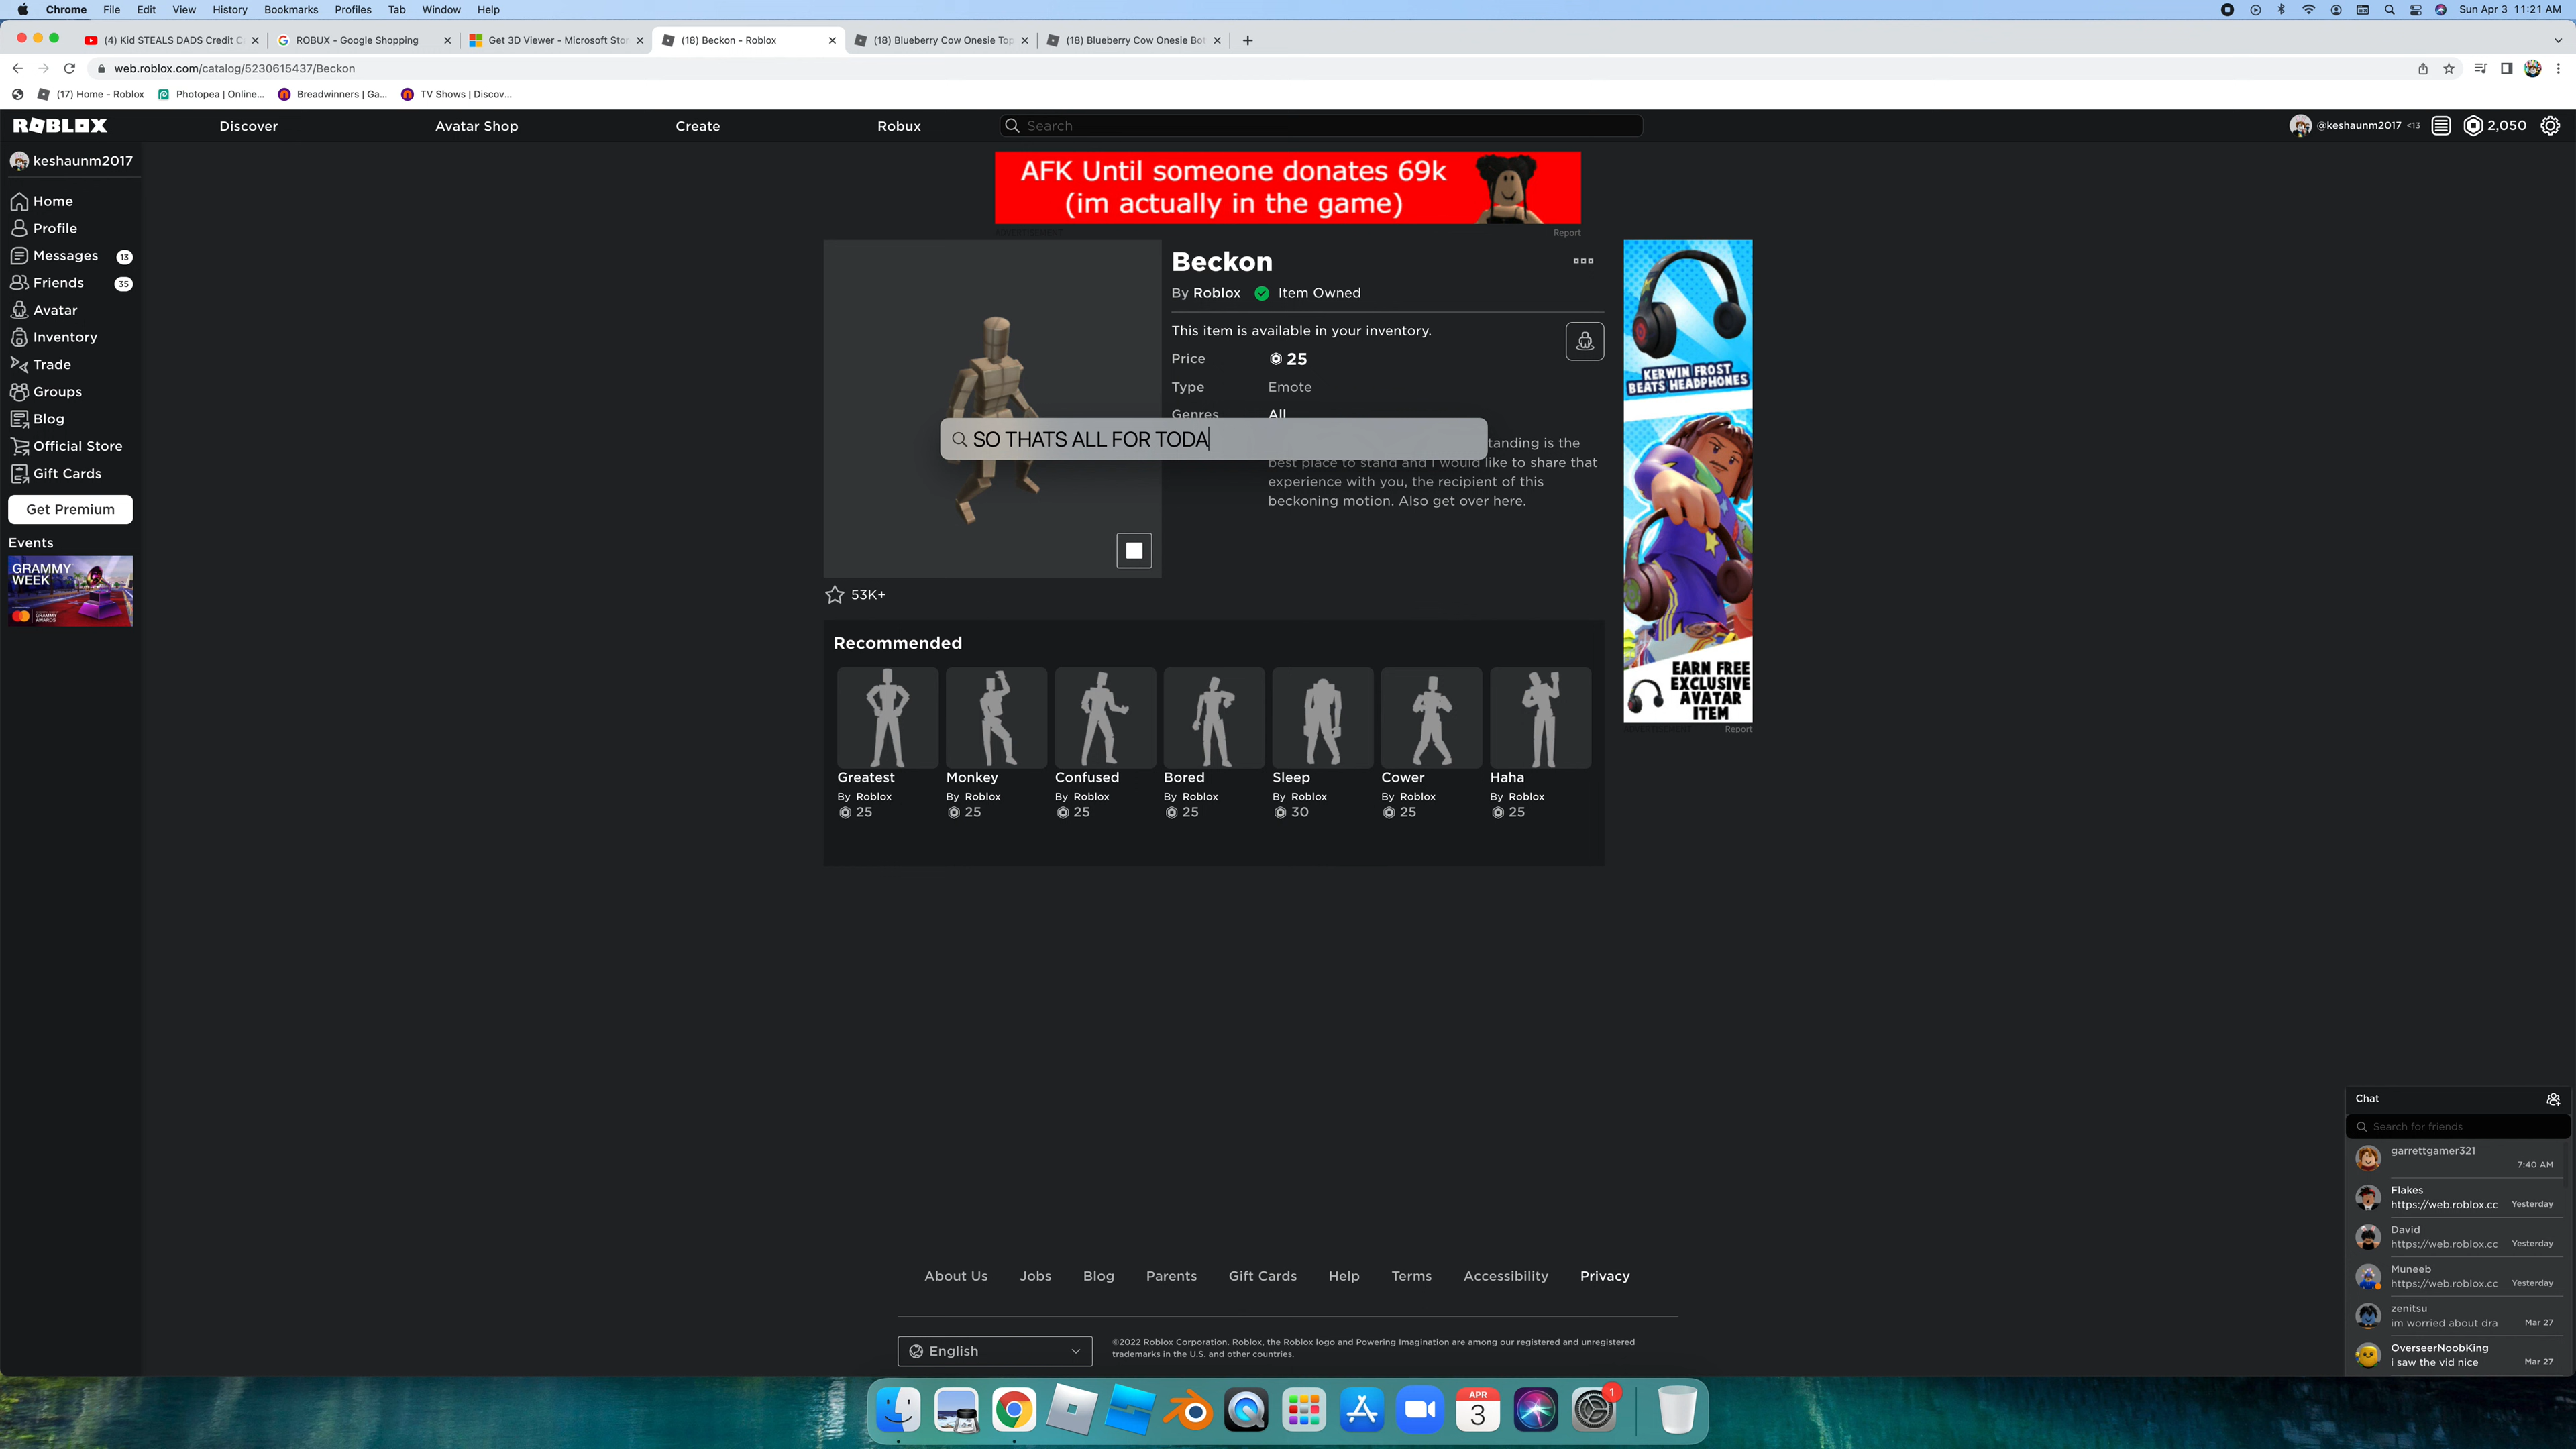 Chrome File Edit View History Bookmarks Profiles Tab Window Help
Sun Apr 3 11:21 AM
(4) Kid STEALS DADS Credit C
ROBUX - Google Shopping
Get 3D Viewer - Microsoft Stor
(18) Beckon - Roblox
(18) Blueberry Cow Onesie Top
(18) Blueberry Cow Onesie Bot
web.roblox.com/catalog/5230615437/Beckon
(17) Home - Roblox
Photopea | Online...
Breadwinners | Ga...
TV Shows | Discov...
ROBLOX
Discover
Avatar Shop
Create
Robux
Search
@keshaunm2017 <13
2,050
keshaunm2017
Home
Profile
Messages 13
Friends 35
Avatar
Inventory
Trade
Groups
Blog
Official Store
Gift Cards
Get Premium
Events
GRAMMY
WEEK
AFK Until someone donates 69k
(im actually in the game)
ADVERTISEMENT
Report
Beckon
By Roblox Item Owned
This item is available in your inventory.
Price 25
Type Emote
Genres All
SO THATS ALL FOR TODA
tanding is the
best place to stand and I would like to share that
experience with you, the recipient of this
beckoning motion. Also get over here.
53K+
KERWIN FROST
BEATS HEADPHONES
EARN FREE
EXCLUSIVE
AVATAR
ITEM
Report
Recommended
Greatest
By Roblox
25
Monkey
By Roblox
25
Confused
By Roblox
25
Bored
By Roblox
25
Sleep
By Roblox
30
Cower
By Roblox
25
Haha
By Roblox
25
Chat
Search for friends
garrettgamer321
7:40 AM
Flakes
https://web.roblox.cc Yesterday
David
https://web.roblox.cc Yesterday
Muneeb
https://web.roblox.cc Yesterday
zenitsu
im worried about dra Mar 27
OverseerNoobKing
i saw the vid nice Mar 27
About Us Jobs Blog Parents Gift Cards Help Terms Accessibility Privacy
English
©2022 Roblox Corporation. Roblox, the Roblox logo and Powering Imagination are among our registered and unregistered
trademarks in the U.S. and other countries.
APR
3
1